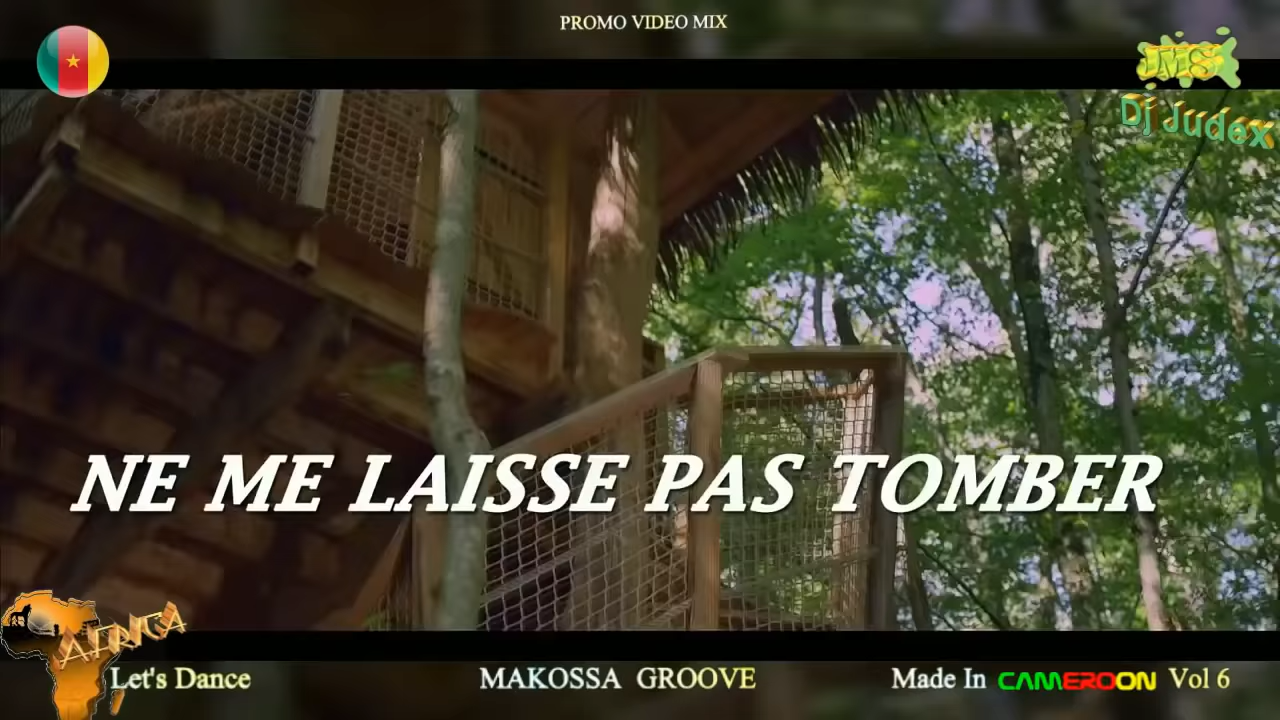 PROMO VIDEO MIX
JMS
Dj Judex
NE ME LAISSE PAS TOMBER
AFRICA
Let's Dance
MAKOSSA GROOVE
Made In CAMEROON Vol 6